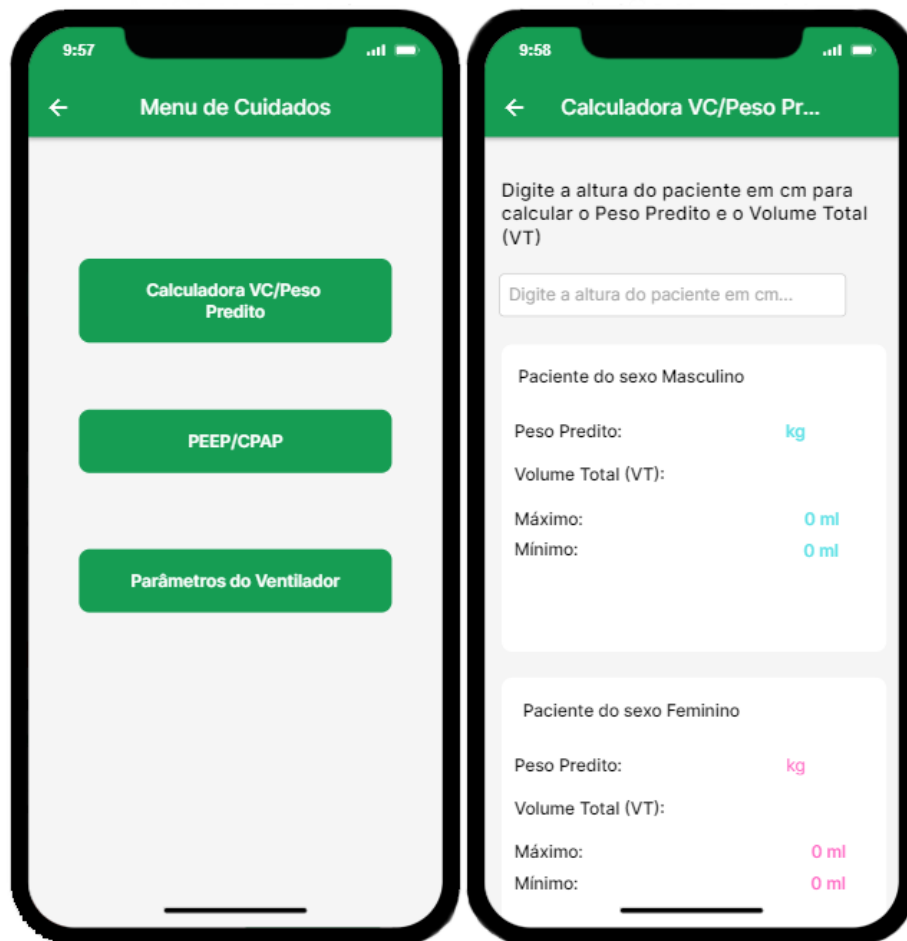 9:57
Menu de Cuidados
Calculadora VC/Peso
Predito
PEEP/CPAP
Parâmetros do Ventilador
9:58
Calculadora VC/Peso Pr...
Digite a altura do paciente em cm para
calcular o Peso Predito e o Volume Total
(VT)
Digite a altura do paciente em cm...
Paciente do sexo Masculino
Peso Predito: kg
Volume Total (VT):
Máximo: 0 ml
Mínimo: 0 ml
Paciente do sexo Feminino
Peso Predito: kg
Volume Total (VT):
Máximo: 0 ml
Mínimo: 0 ml